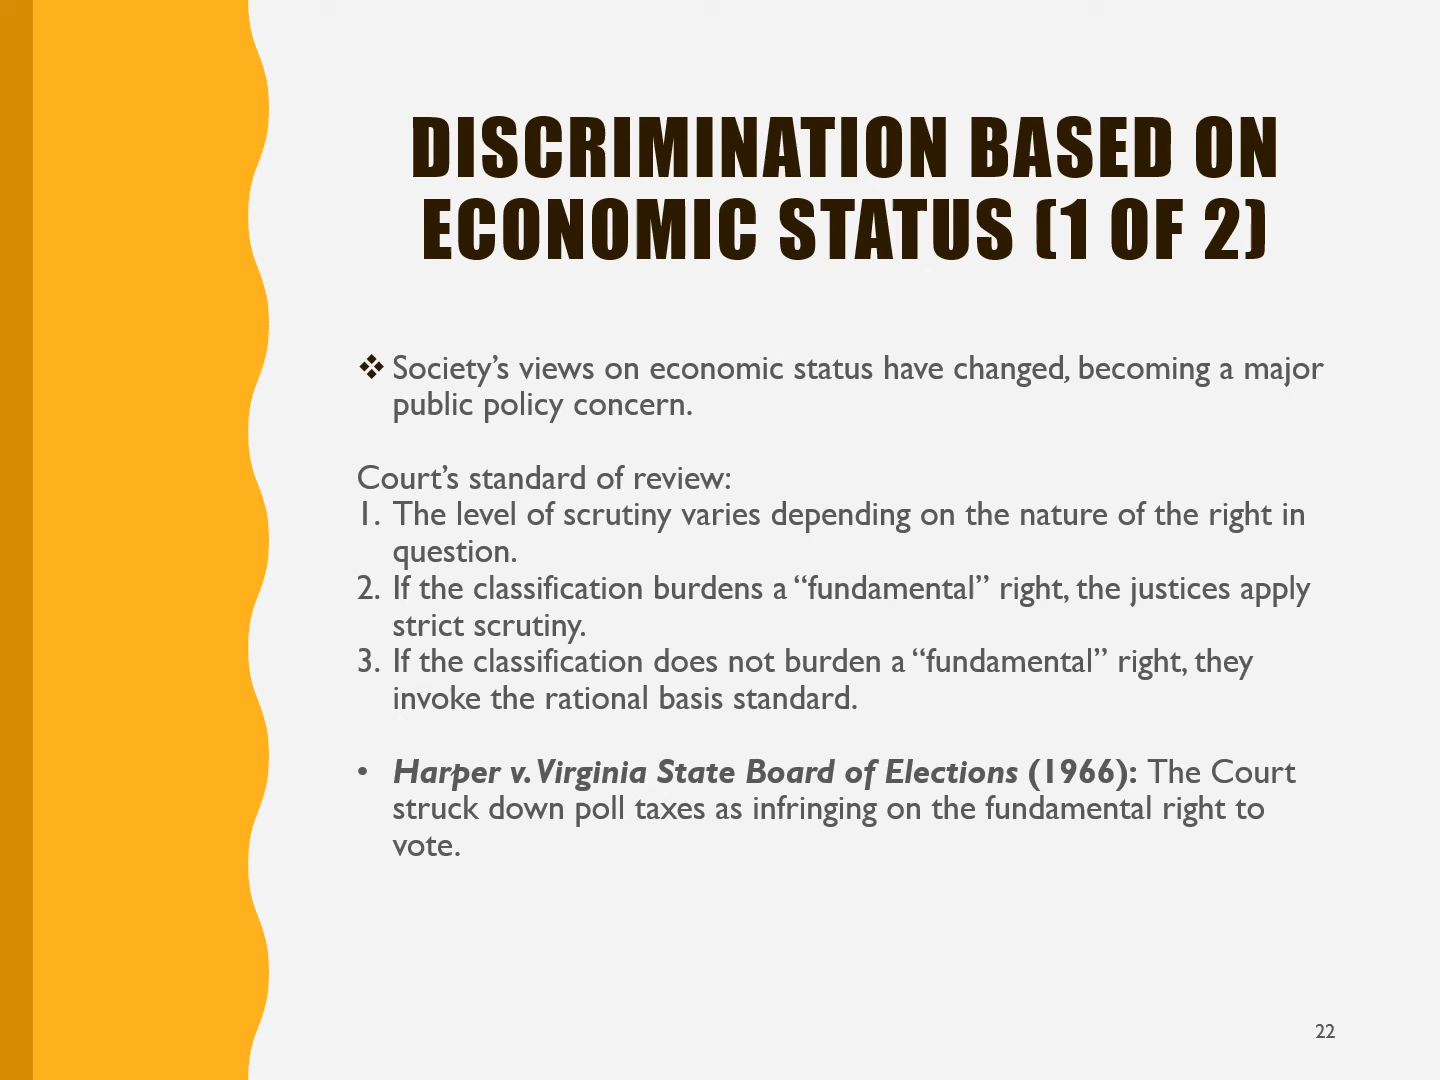 DISCRIMINATION BASED ON
ECONOMIC STATUS (1 OF 2)
❖ Society’s views on economic status have changed, becoming a major
public policy concern.
Court’s standard of review:
1. The level of scrutiny varies depending on the nature of the right in
question.
2. If the classification burdens a “fundamental” right, the justices apply
strict scrutiny.
3. If the classification does not burden a “fundamental” right, they
invoke the rational basis standard.
• Harper v. Virginia State Board of Elections (1966): The Court
struck down poll taxes as infringing on the fundamental right to
vote.
22